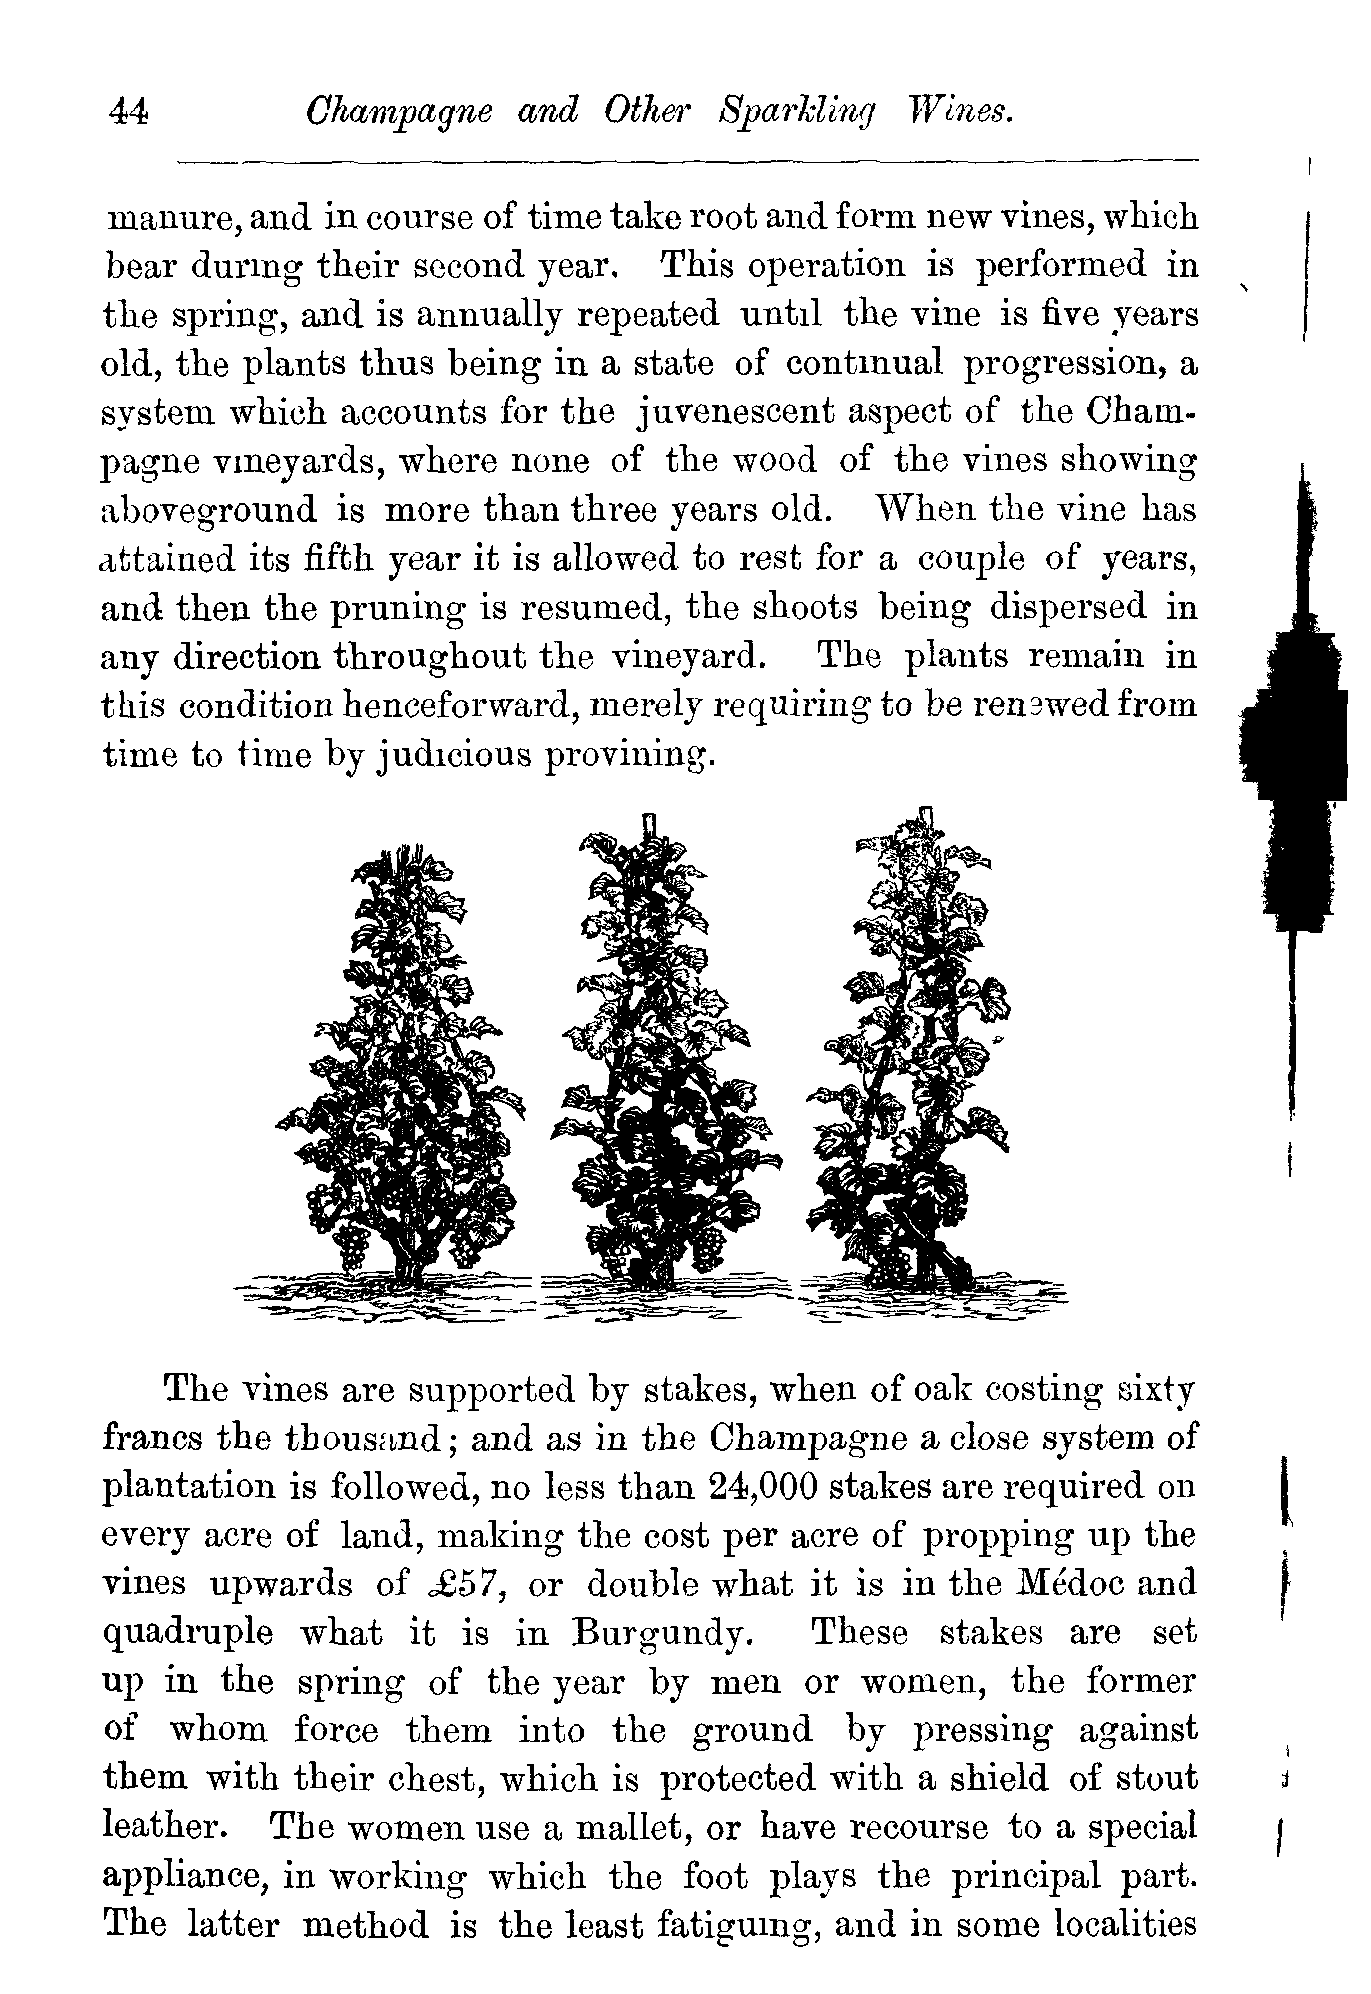 44 Champagne and Other Sparkling Wines.
manure, and in course of time take root and form new vines, which
bear during their second year. This operation is performed in
the spring, and is annually repeated until the vine is five years
old, the plants thus being in a state of continual progression, a
system which accounts for the juvenescent aspect of the Cham-
pagne vineyards, where none of the wood of the vines showing
aboveground is more than three years old. When the vine has
attained its fifth year it is allowed to rest for a couple of years,
and then the pruning is resumed, the shoots being dispersed in
any direction throughout the vineyard. The plants remain in
this condition henceforward, merely requiring to be renewed from
time to time by judicious provining.
The vines are supported by stakes, when of oak costing sixty
francs the thousand; and as in the Champagne a close system of
plantation is followed, no less than 24,000 stakes are required on
every acre of land, making the cost per acre of propping up the
vines upwards of £57, or double what it is in the Médoc and
quadruple what it is in Burgundy. These stakes are set
up in the spring of the year by men or women, the former
of whom force them into the ground by pressing against
them with their chest, which is protected with a shield of stout
leather. The women use a mallet, or have recourse to a special
appliance, in working which the foot plays the principal part.
The latter method is the least fatiguing, and in some localities